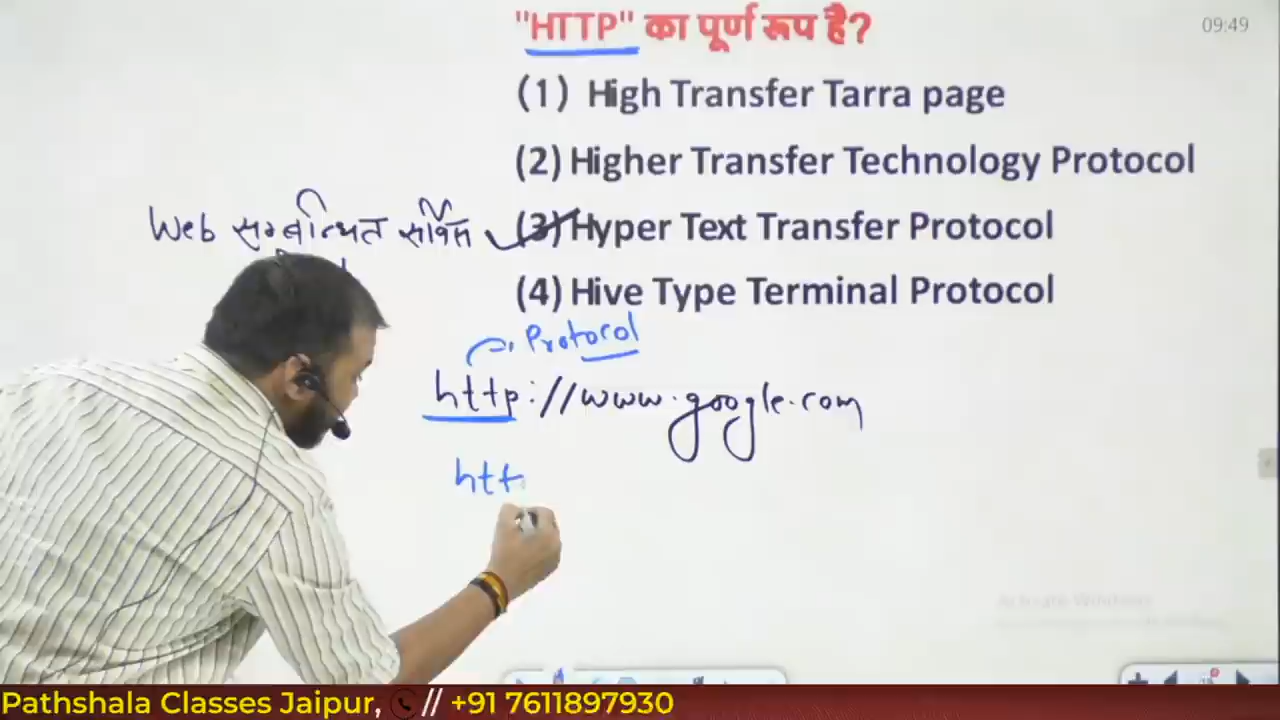 "HTTP" का पूर्ण रूप है?
09:49
(1) High Transfer Tarra page
(2) Higher Transfer Technology Protocol
Web सम्बन्धित सर्विस (3) Hyper Text Transfer Protocol
(4) Hive Type Terminal Protocol
Protocol
http://www.google.com
htt
Activate Windows
Pathshala Classes Jaipur, // +91 7611897930